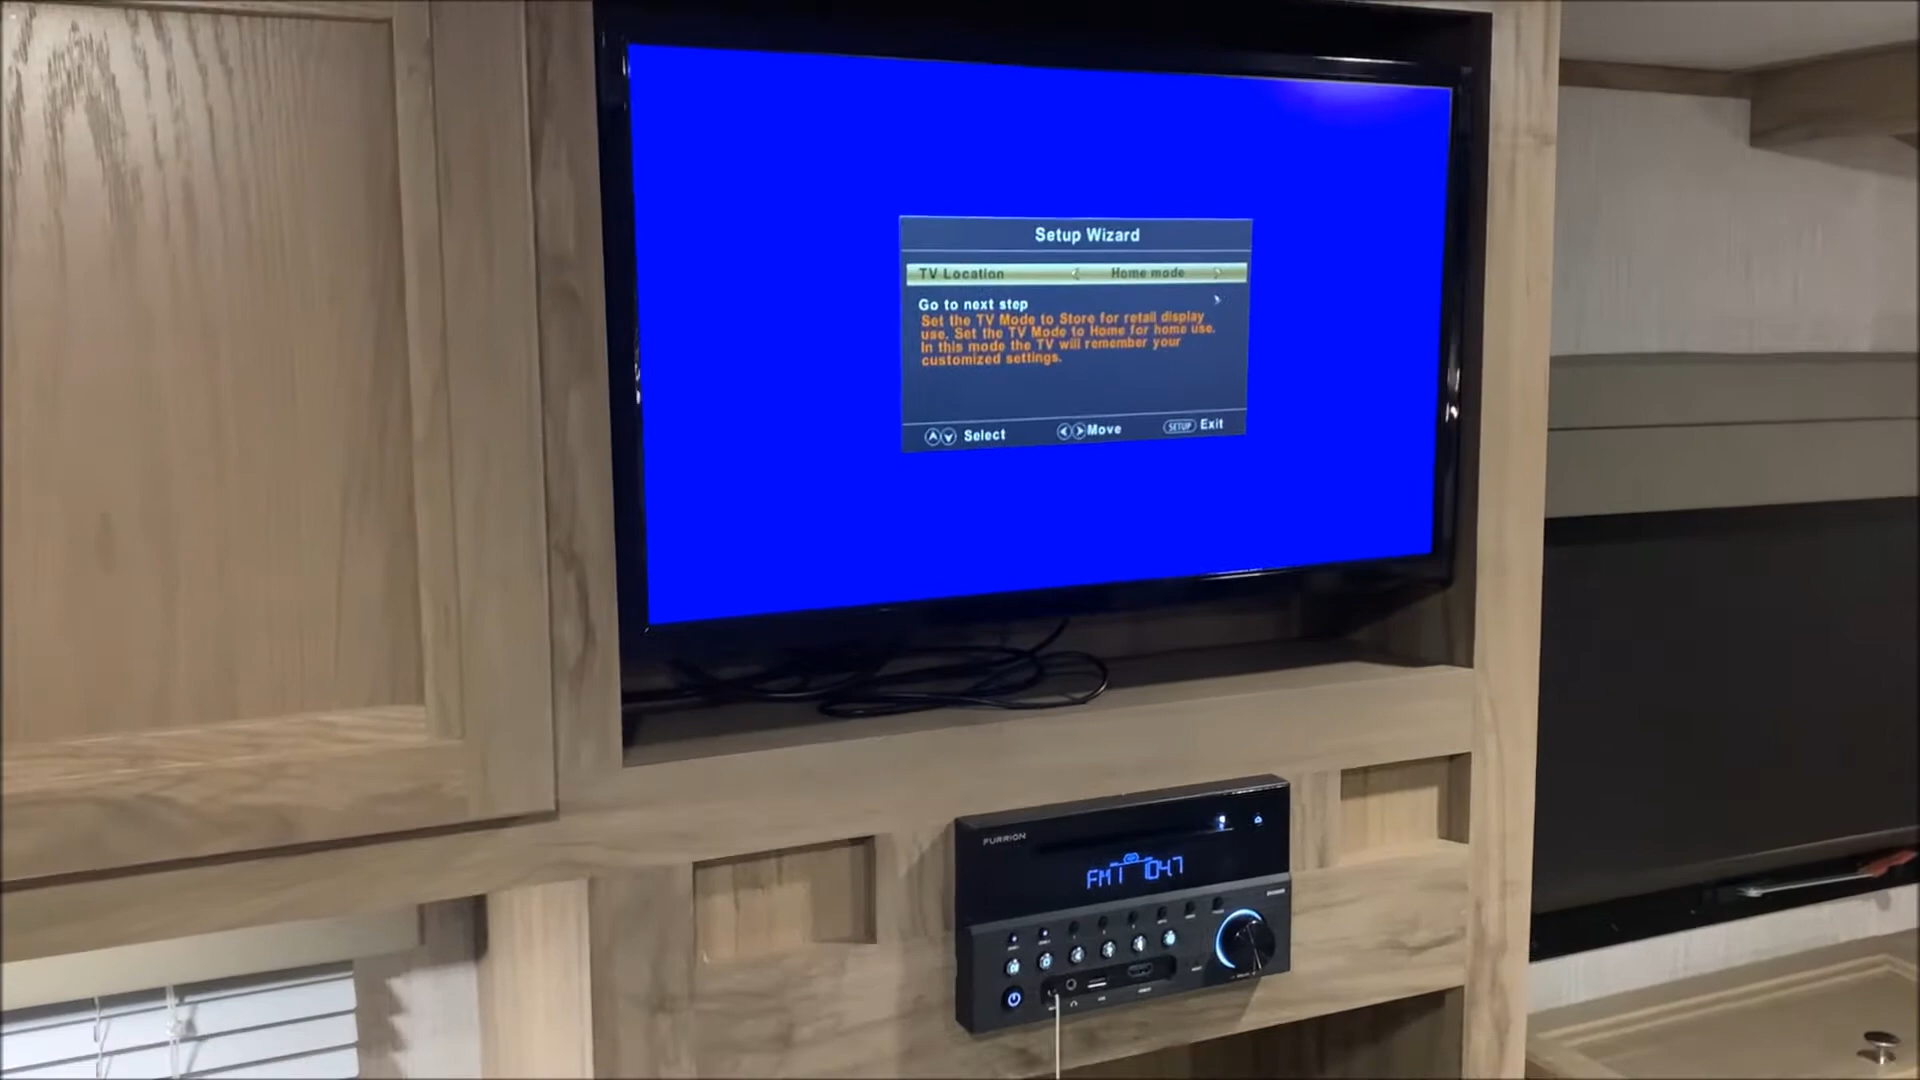 Setup Wizard
TV Location Home mode
Go to next step
Set the TV Mode to Store for retail display
use. Set the TV Mode to Home for home use.
In this mode the TV will remember your
customized settings.
Select Move SETUP Exit
FURRION
FM1 104.7